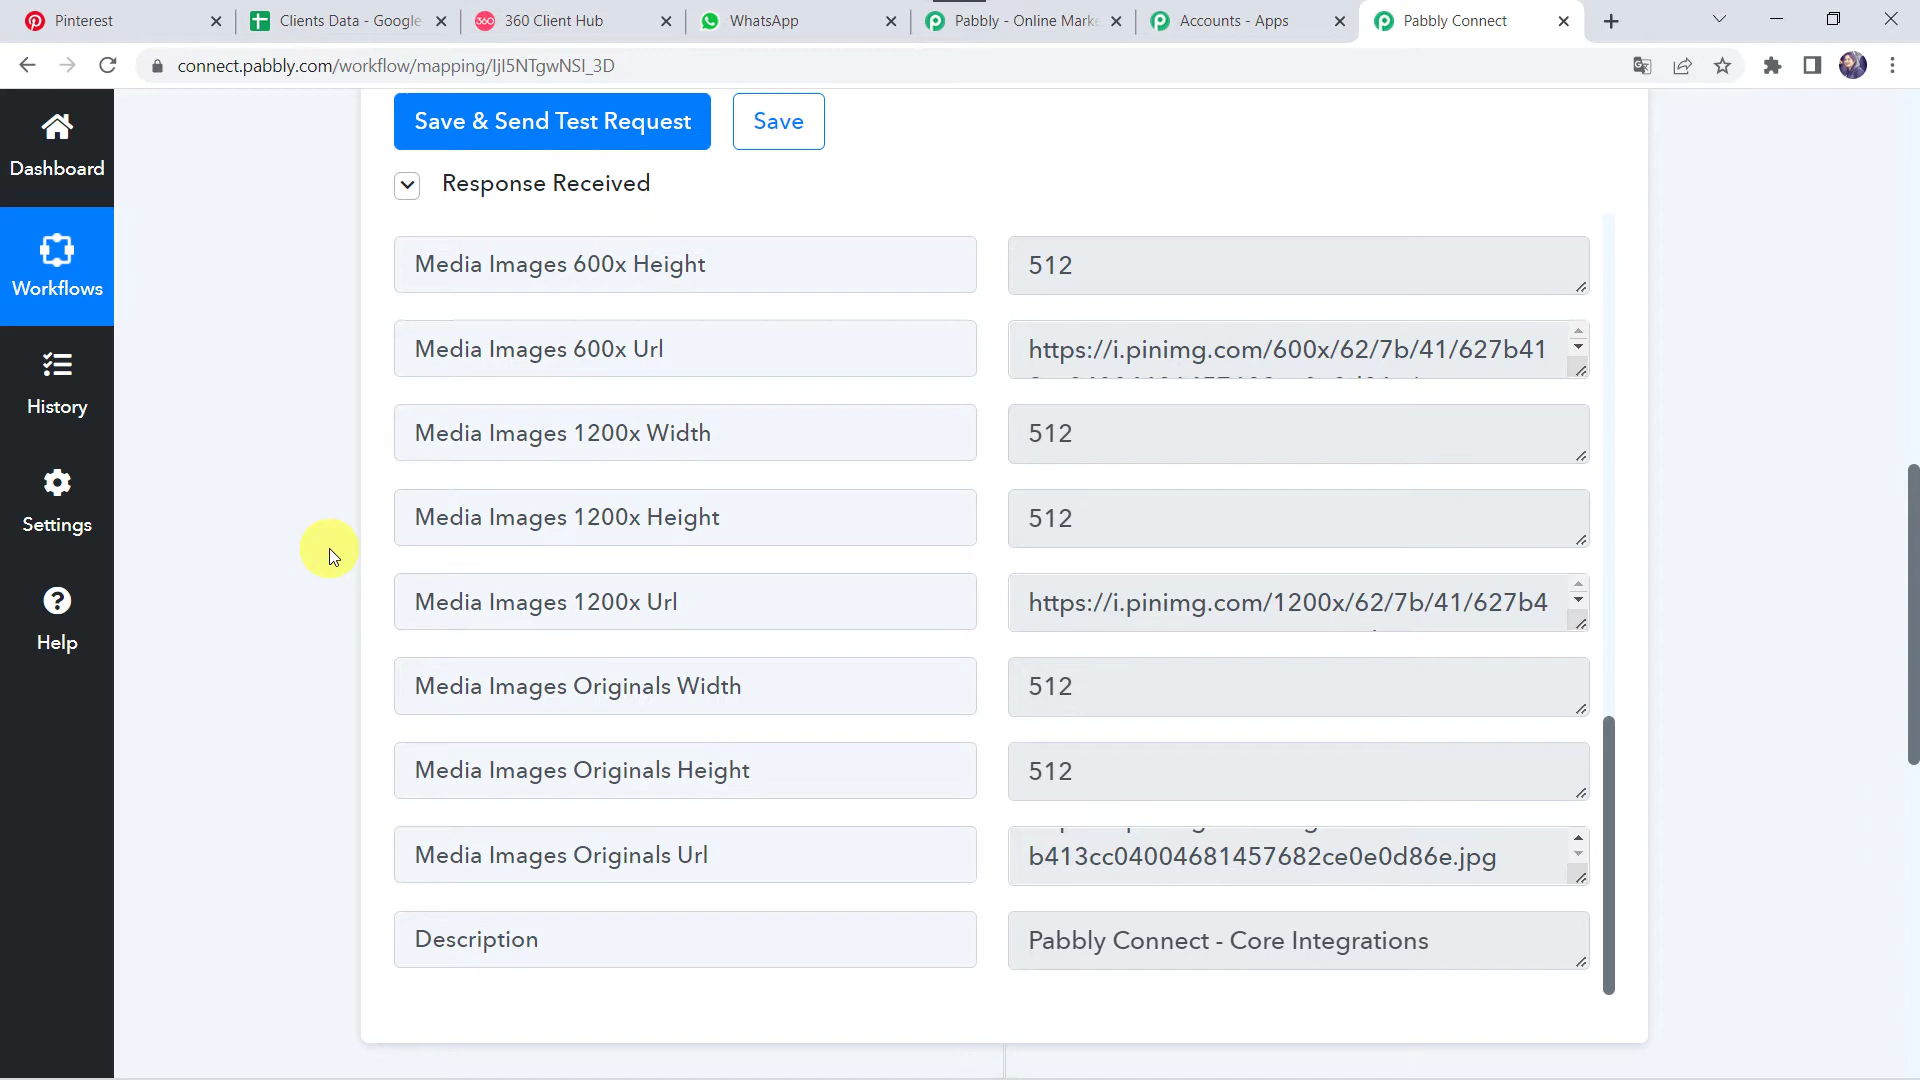 Pinterest
Clients Data - Google
360 Client Hub
WhatsApp
Pabbly - Online Marke
Accounts - Apps
Pabbly Connect
connect.pabbly.com/workflow/mapping/IjI5NTgwNSI_3D
Dashboard
Workflows
History
Settings
Help
Save & Send Test Request
Save
Response Received
Media Images 600x Height
512
Media Images 600x Url
https://i.pinimg.com/600x/62/7b/41/627b41
Media Images 1200x Width
512
Media Images 1200x Height
512
Media Images 1200x Url
https://i.pinimg.com/1200x/62/7b/41/627b4
Media Images Originals Width
512
Media Images Originals Height
512
Media Images Originals Url
b413cc04004681457682ce0e0d86e.jpg
Description
Pabbly Connect - Core Integrations